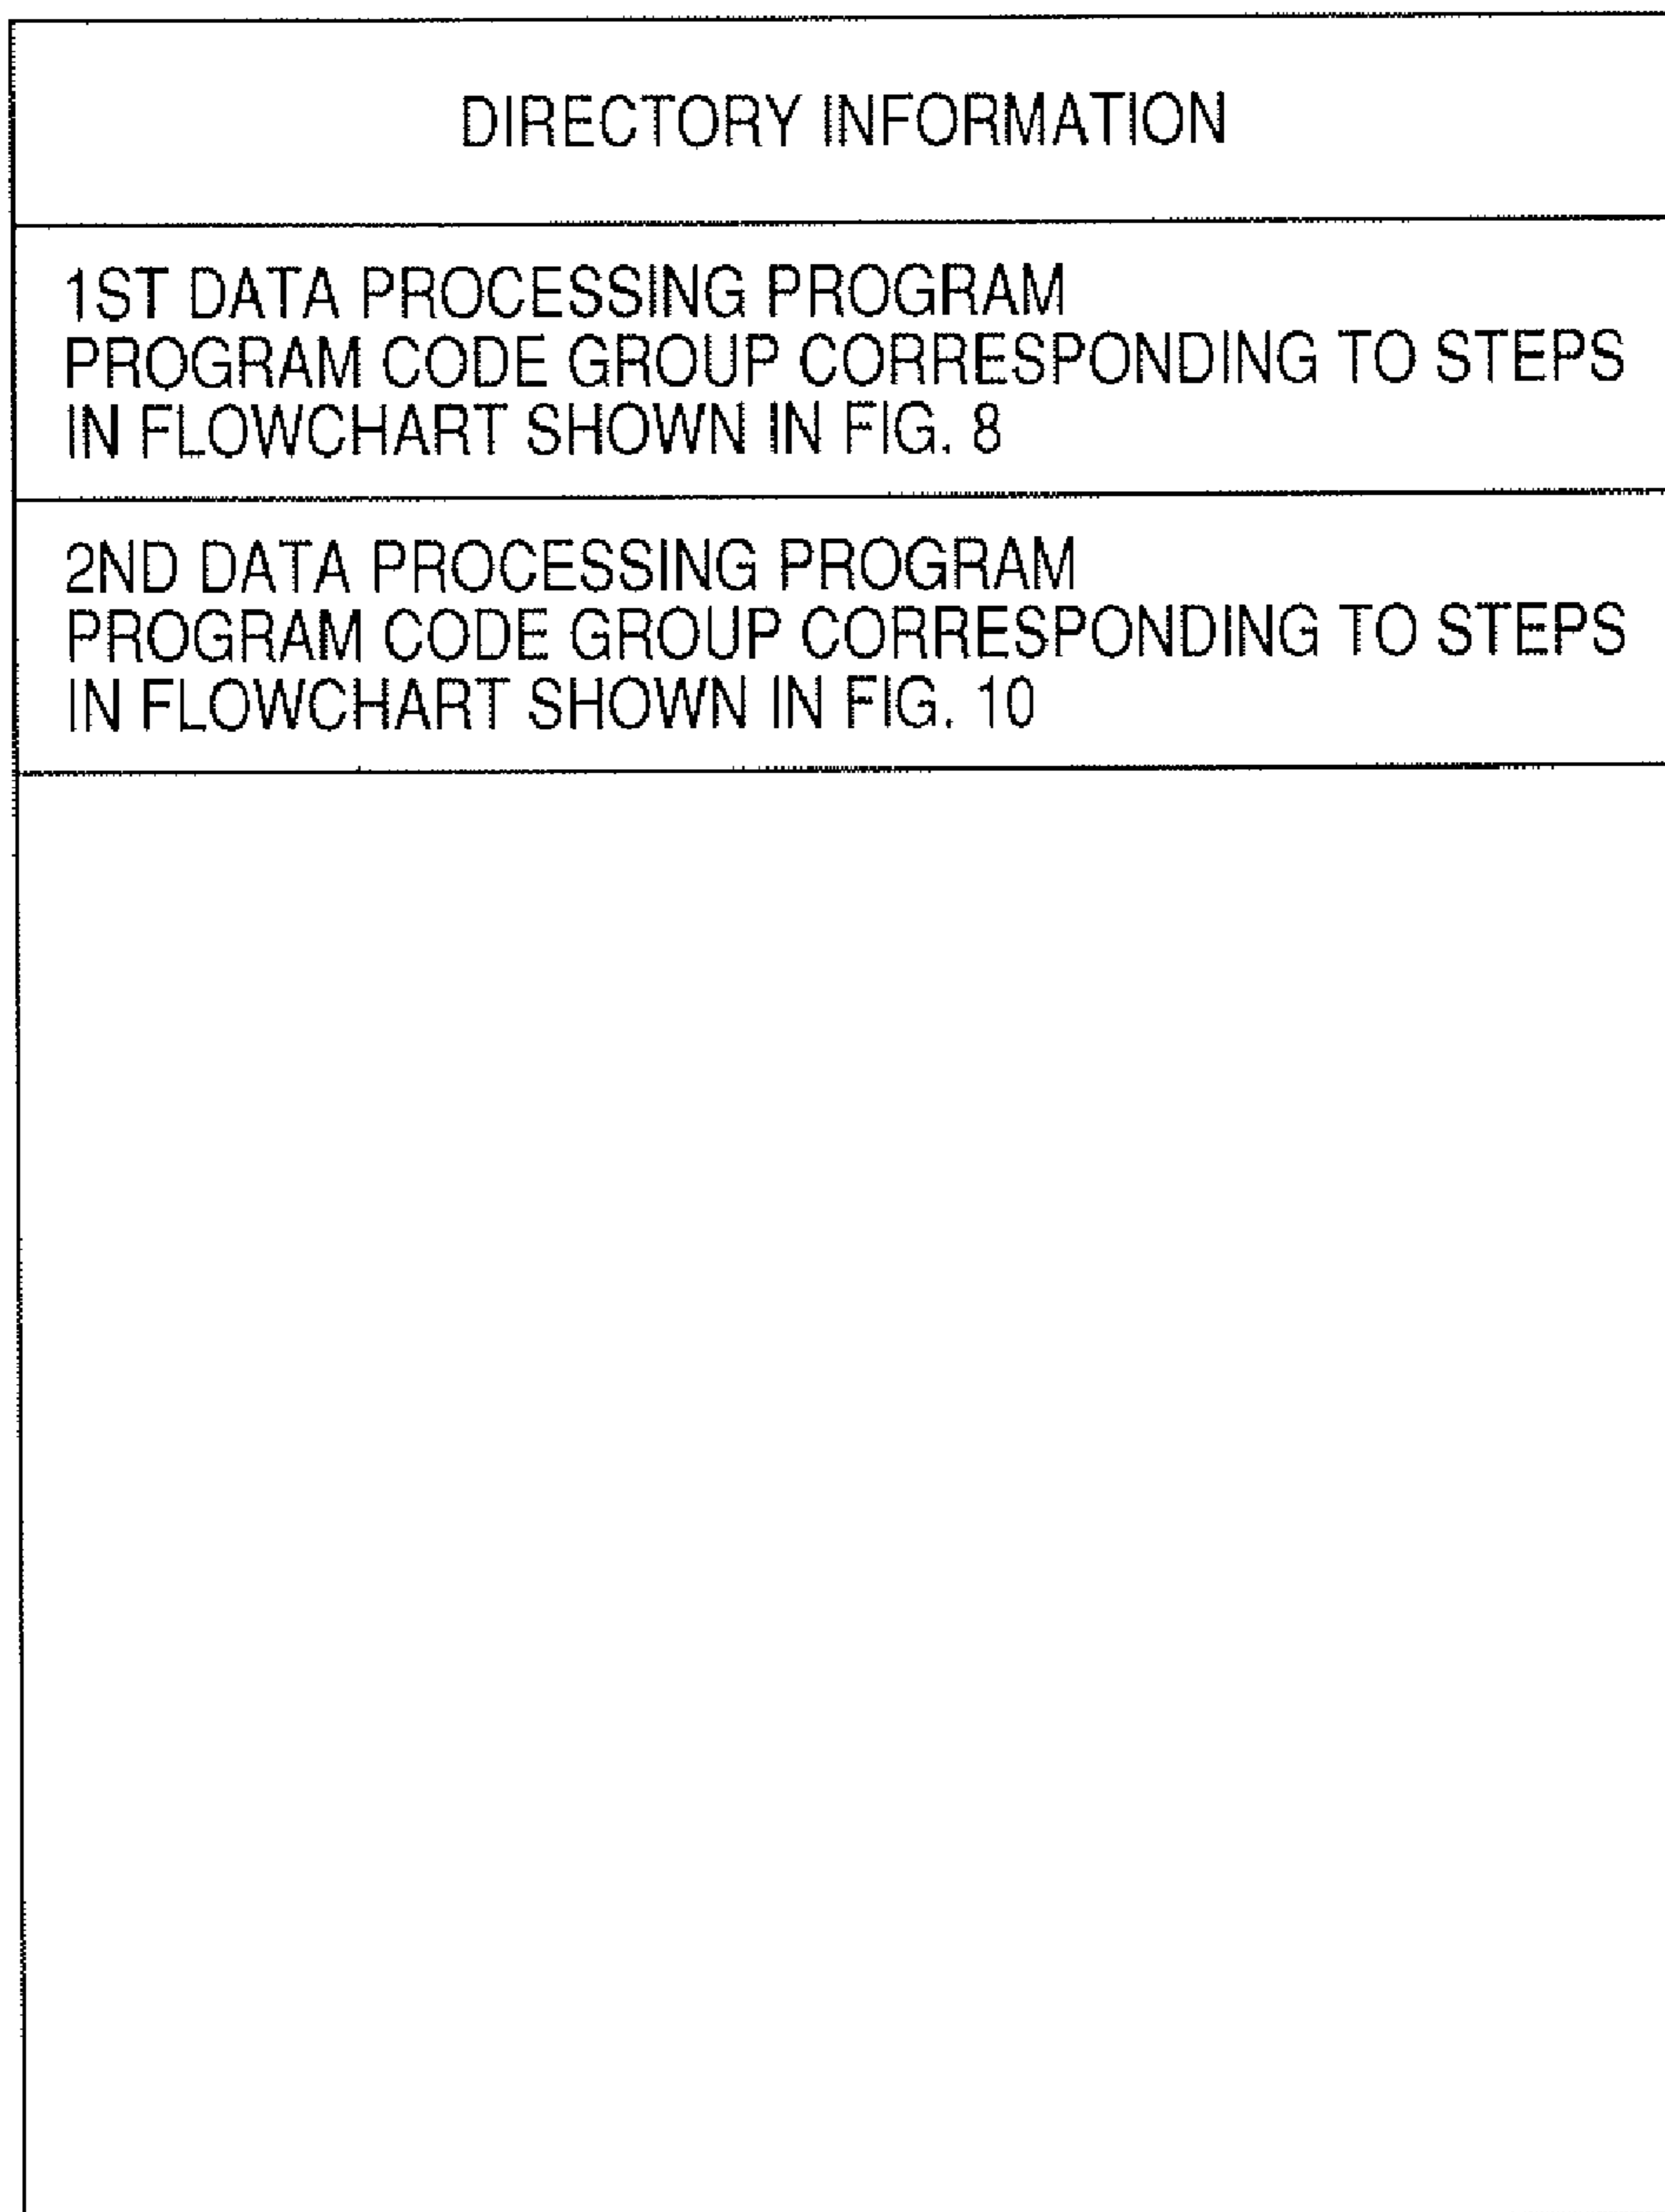 DIRECTORY INFORMATION
1ST DATA PROCESSING PROGRAM
PROGRAM CODE GROUP CORRESPONDING TO STEPS
IN FLOWCHART SHOWN IN FIG. 8
2ND DATA PROCESSING PROGRAM
PROGRAM CODE GROUP CORRESPONDING TO STEPS
IN FLOWCHART SHOWN IN FIG. 10